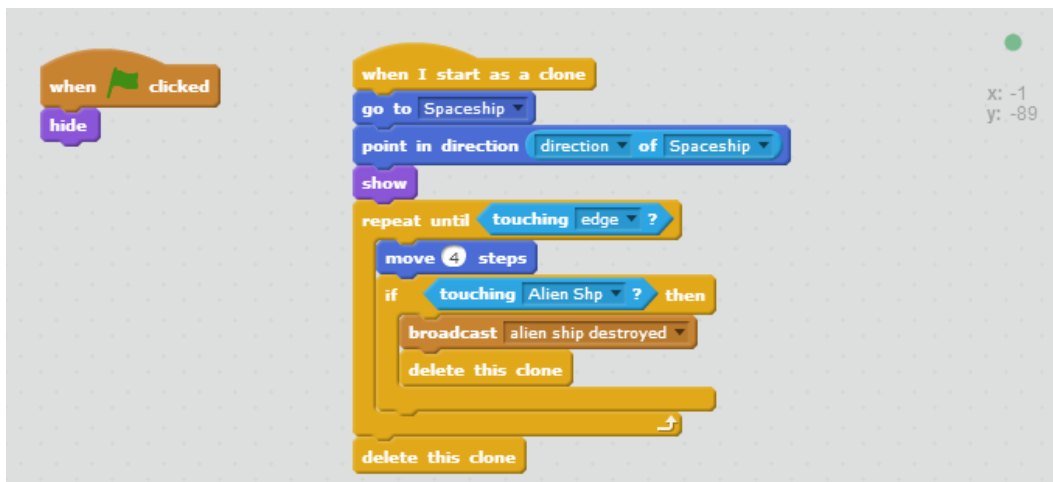 when clicked
hide
when I start as a clone
go to Spaceship
point in direction direction of Spaceship
show
repeat until touching edge ?
move 4 steps
if touching Alien Shp ? then
broadcast alien ship destroyed
delete this clone
delete this clone
x: -1
y: -89